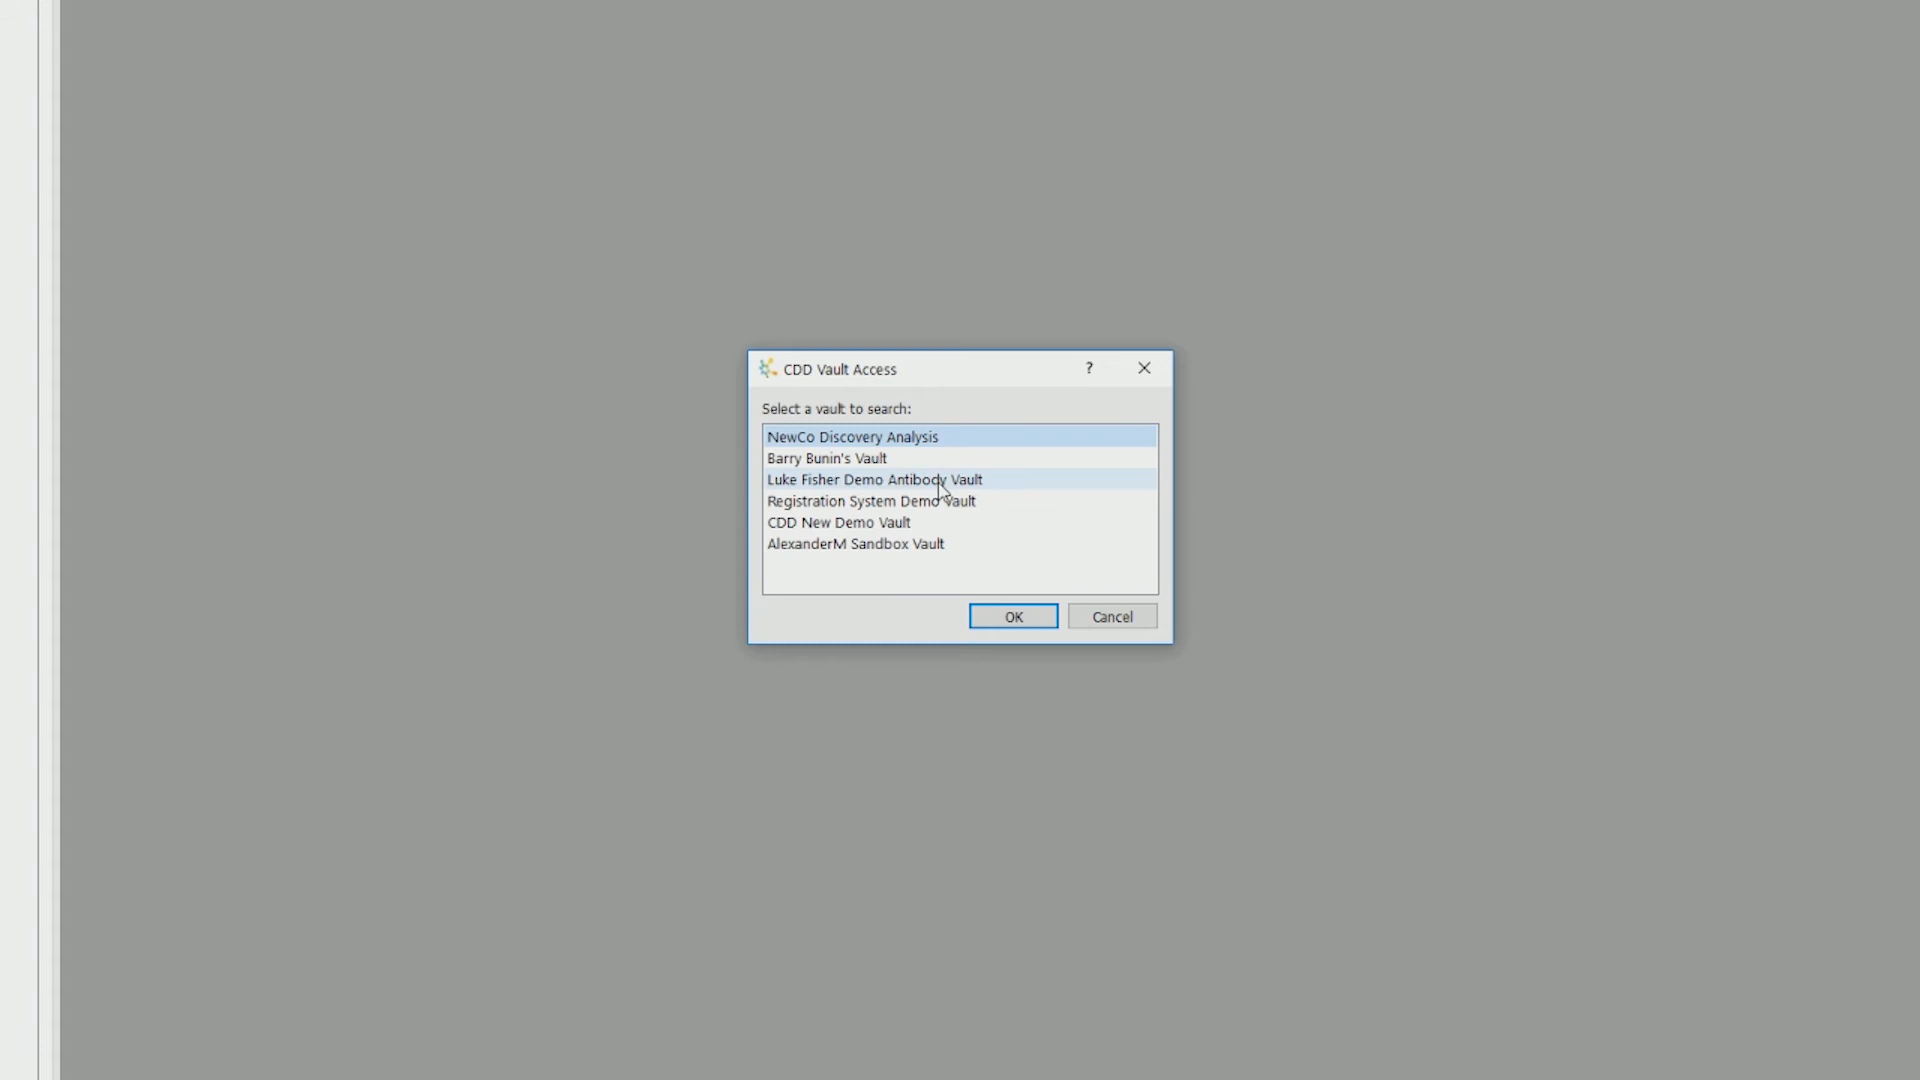 CDD Vault Access
Select a vault to search:
NewCo Discovery Analysis
Barry Bunin's Vault
Luke Fisher Demo Antibody Vault
Registration System Demo Vault
CDD New Demo Vault
AlexanderM Sandbox Vault
OK Cancel